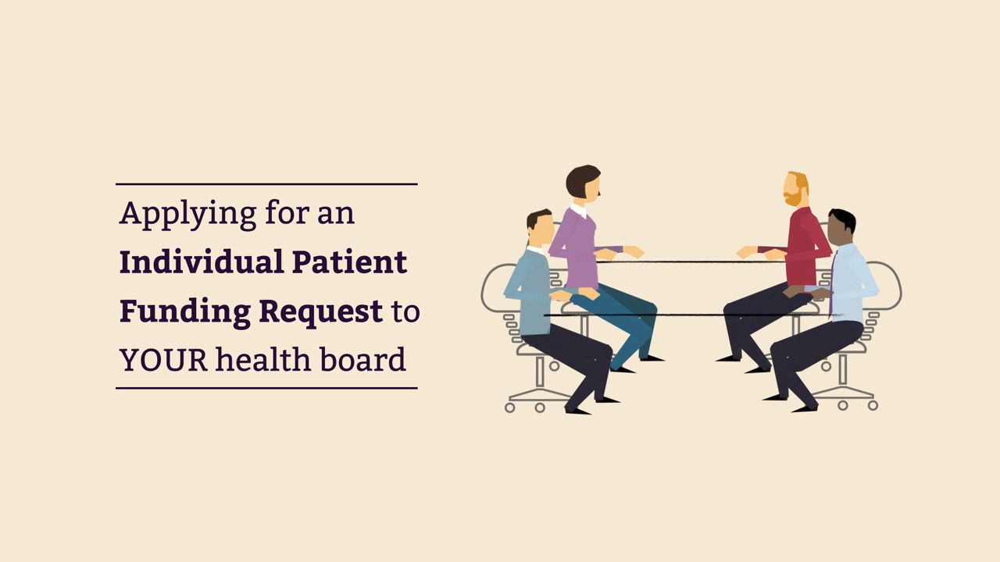 Applying for an
Individual Patient
Funding Request to
YOUR health board